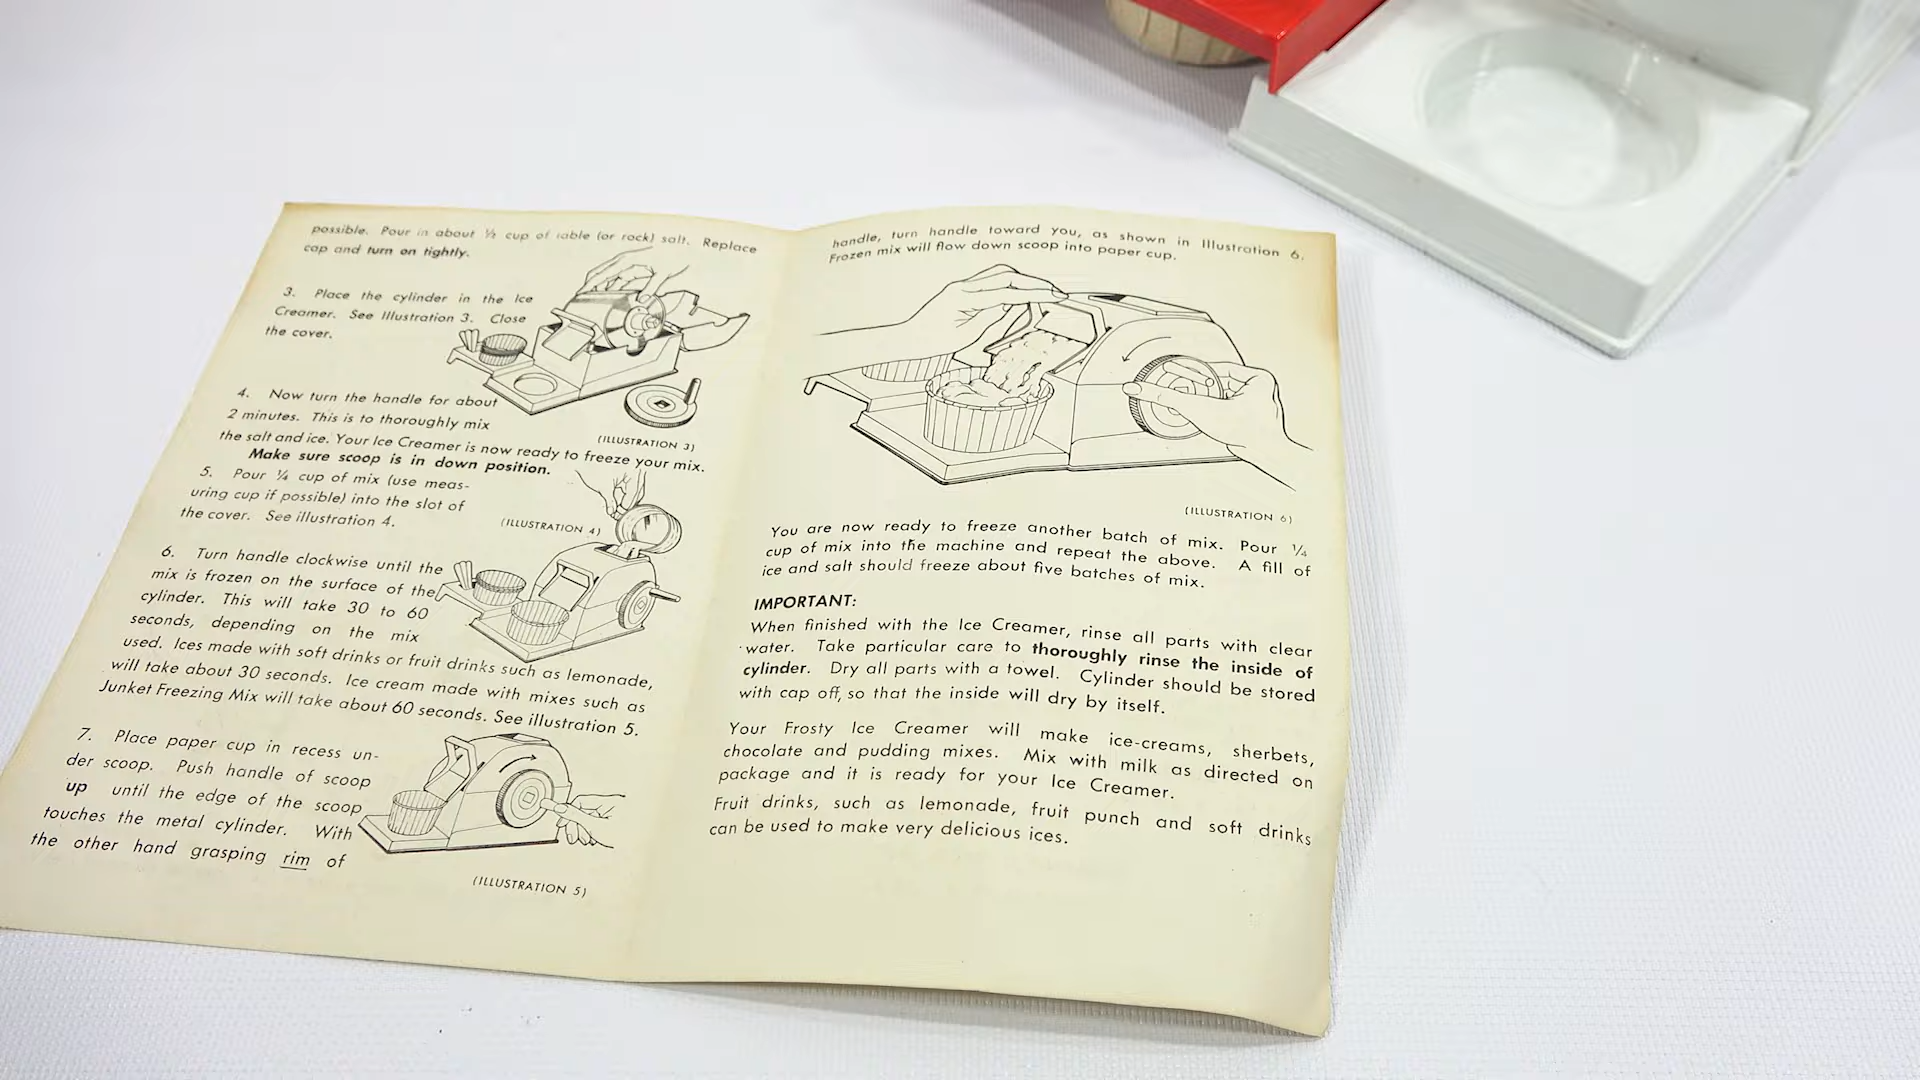 possible. Pour in about ½ cup of table (or rock) salt. Replace
cap and turn on tightly.
3. Place the cylinder in the Ice
Creamer. See Illustration 3. Close
the cover.
4. Now turn the handle for about
2 minutes. This is to thoroughly mix
(ILLUSTRATION 3)
the salt and ice. Your Ice Creamer is now ready to freeze your mix.
Make sure scoop is in down position.
5. Pour ¼ cup of mix (use meas-
uring cup if possible) into the slot of
the cover. See illustration 4.
(ILLUSTRATION 4)
6. Turn handle clockwise until the
mix is frozen on the surface of the
cylinder. This will take 30 to 60
seconds, depending on the mix
used. Ices made with soft drinks or fruit drinks such as lemonade,
will take about 30 seconds. Ice cream made with mixes such as
Junket Freezing Mix will take about 60 seconds. See illustration 5.
7. Place paper cup in recess un-
der scoop. Push handle of scoop
up until the edge of the scoop
touches the metal cylinder. With
the other hand grasping rim of
(ILLUSTRATION 5)
handle, turn handle toward you, as shown in Illustration 6.
Frozen mix will flow down scoop into paper cup.
(ILLUSTRATION 6)
You are now ready to freeze another batch of mix. Pour ¼
cup of mix into the machine and repeat the above. A fill of
ice and salt should freeze about five batches of mix.
IMPORTANT:
When finished with the Ice Creamer, rinse all parts with clear
water. Take particular care to thoroughly rinse the inside of
cylinder. Dry all parts with a towel. Cylinder should be stored
with cap off, so that the inside will dry by itself.
Your Frosty Ice Creamer will make ice-creams, sherbets,
chocolate and pudding mixes. Mix with milk as directed on
package and it is ready for your Ice Creamer.
Fruit drinks, such as lemonade, fruit punch and soft drinks
can be used to make very delicious ices.